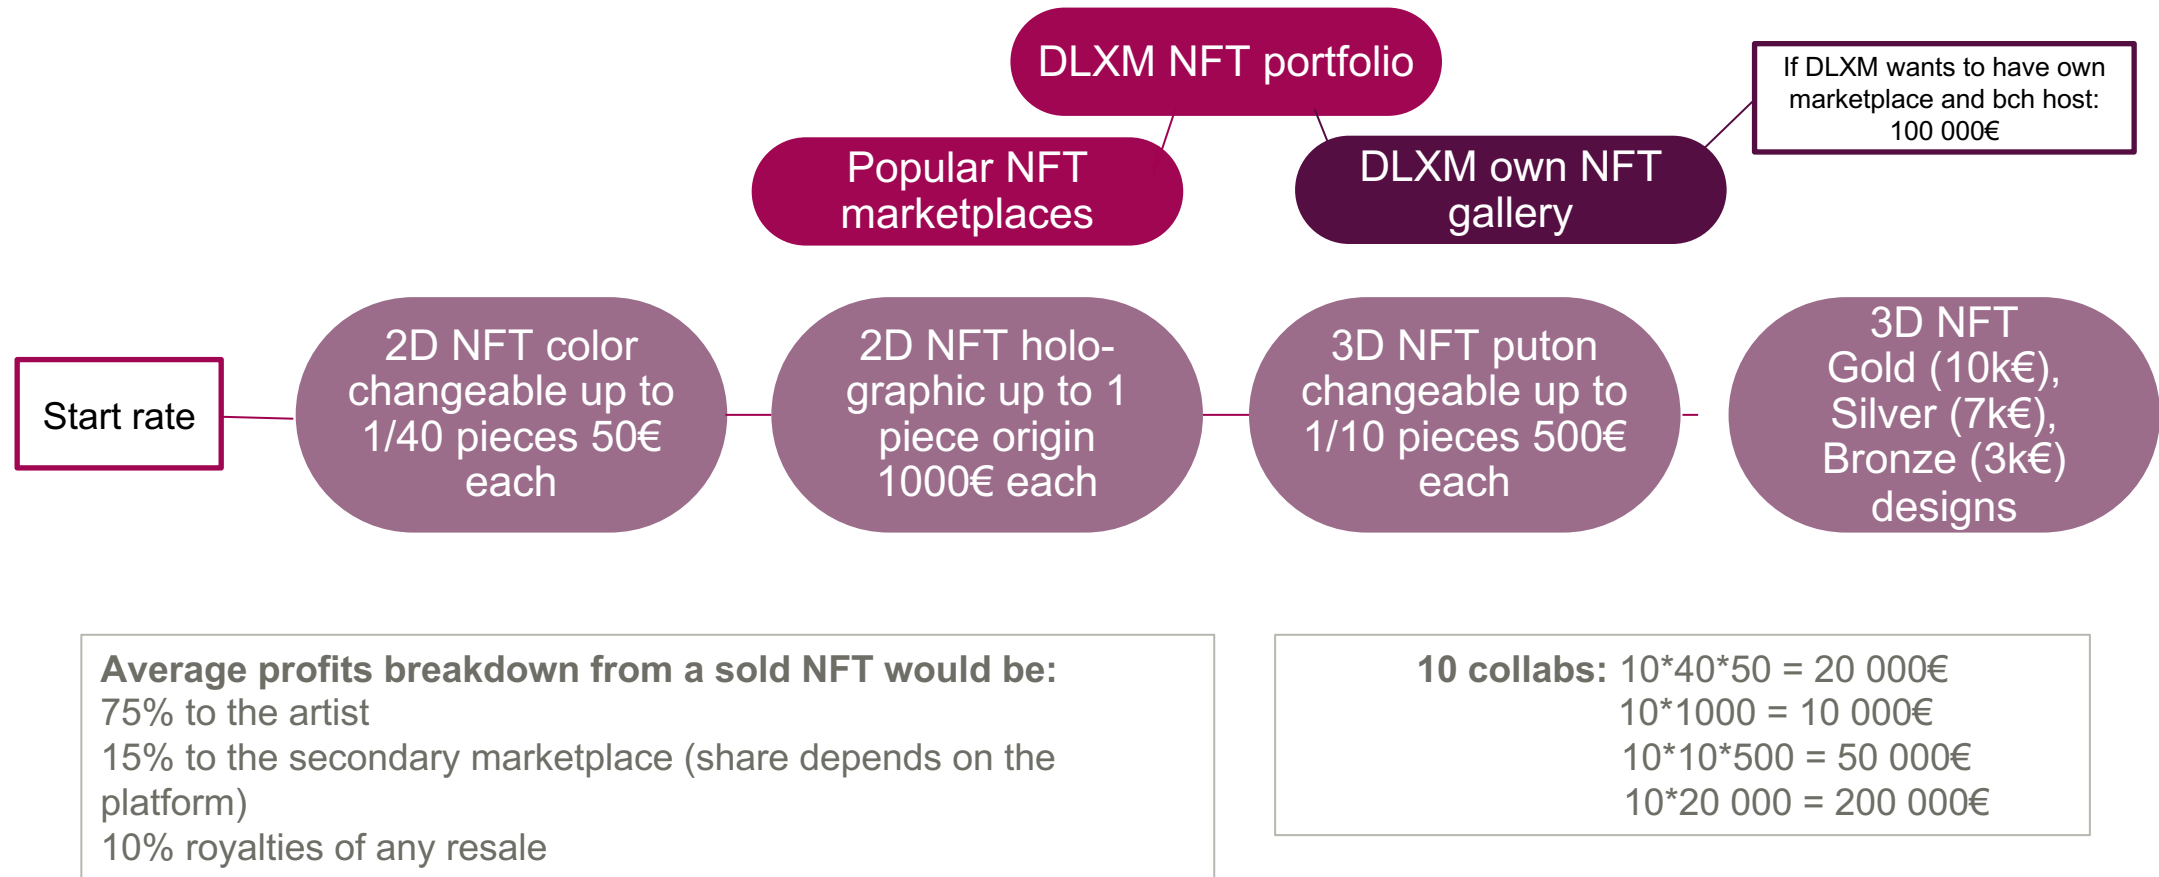 DLXM NFT portfolio
If DLXM wants to have own
marketplace and bch host:
100 000€
Popular NFT
marketplaces
DLXM own NFT
gallery
Start rate
2D NFT color
changeable up to
1/40 pieces 50€
each
2D NFT holo-
graphic up to 1
piece origin
1000€ each
3D NFT puton
changeable up to
1/10 pieces 500€
each
3D NFT
Gold (10k€),
Silver (7k€),
Bronze (3k€)
designs
Average profits breakdown from a sold NFT would be:
75% to the artist
15% to the secondary marketplace (share depends on the
platform)
10% royalties of any resale
10 collabs: 10*40*50 = 20 000€
10*1000 = 10 000€
10*10*500 = 50 000€
10*20 000 = 200 000€